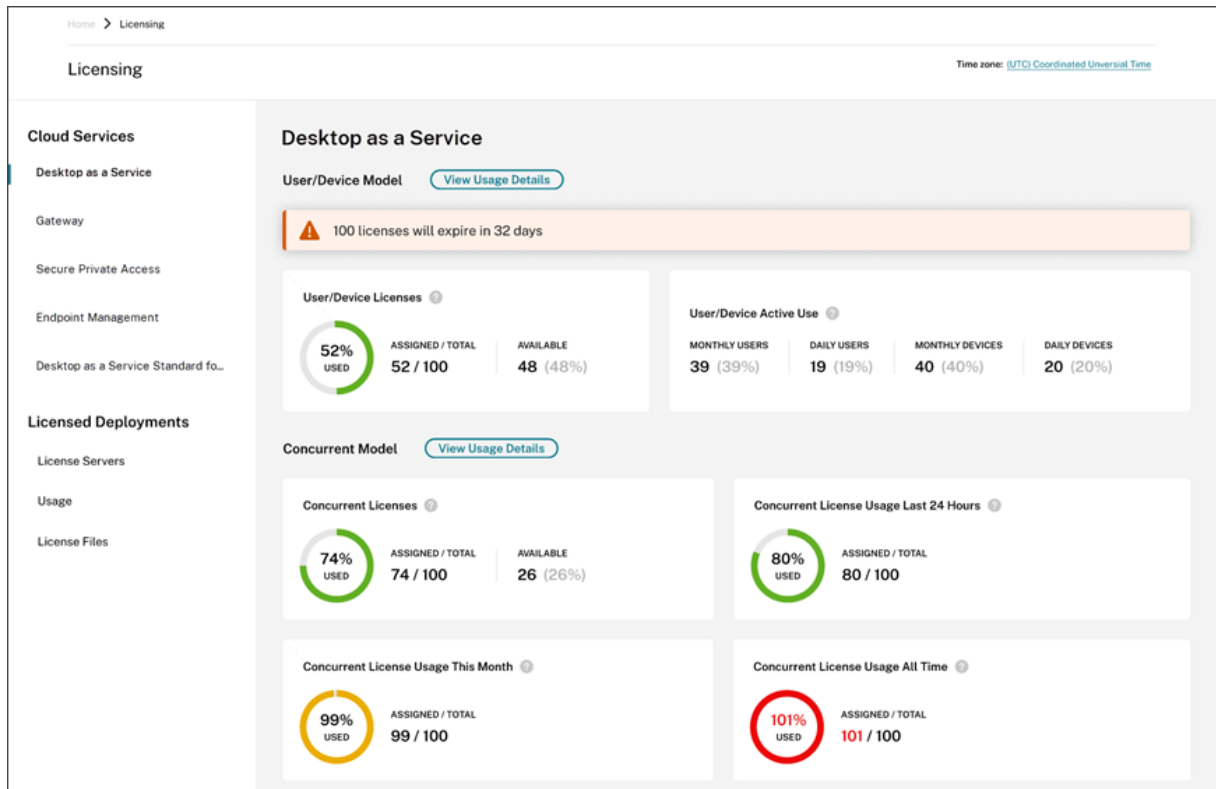 Home > Licensing
Licensing
Time zone: (UTC) Coordinated Unversial Time
Cloud Services
Desktop as a Service
Gateway
Secure Private Access
Endpoint Management
Desktop as a Service Standard fo...
Licensed Deployments
License Servers
Usage
License Files
Desktop as a Service
User/Device Model
View Usage Details
100 licenses will expire in 32 days
User/Device Licenses ?
52%
USED
ASSIGNED / TOTAL
52 / 100
AVAILABLE
48 (48%)
User/Device Active Use ?
MONTHLY USERS
39 (39%)
DAILY USERS
19 (19%)
MONTHLY DEVICES
40 (40%)
DAILY DEVICES
20 (20%)
Concurrent Model
View Usage Details
Concurrent Licenses ?
74%
USED
ASSIGNED / TOTAL
74 / 100
AVAILABLE
26 (26%)
Concurrent License Usage Last 24 Hours ?
80%
USED
ASSIGNED / TOTAL
80 / 100
Concurrent License Usage This Month ?
99%
USED
ASSIGNED / TOTAL
99 / 100
Concurrent License Usage All Time ?
101%
USED
ASSIGNED / TOTAL
101 / 100